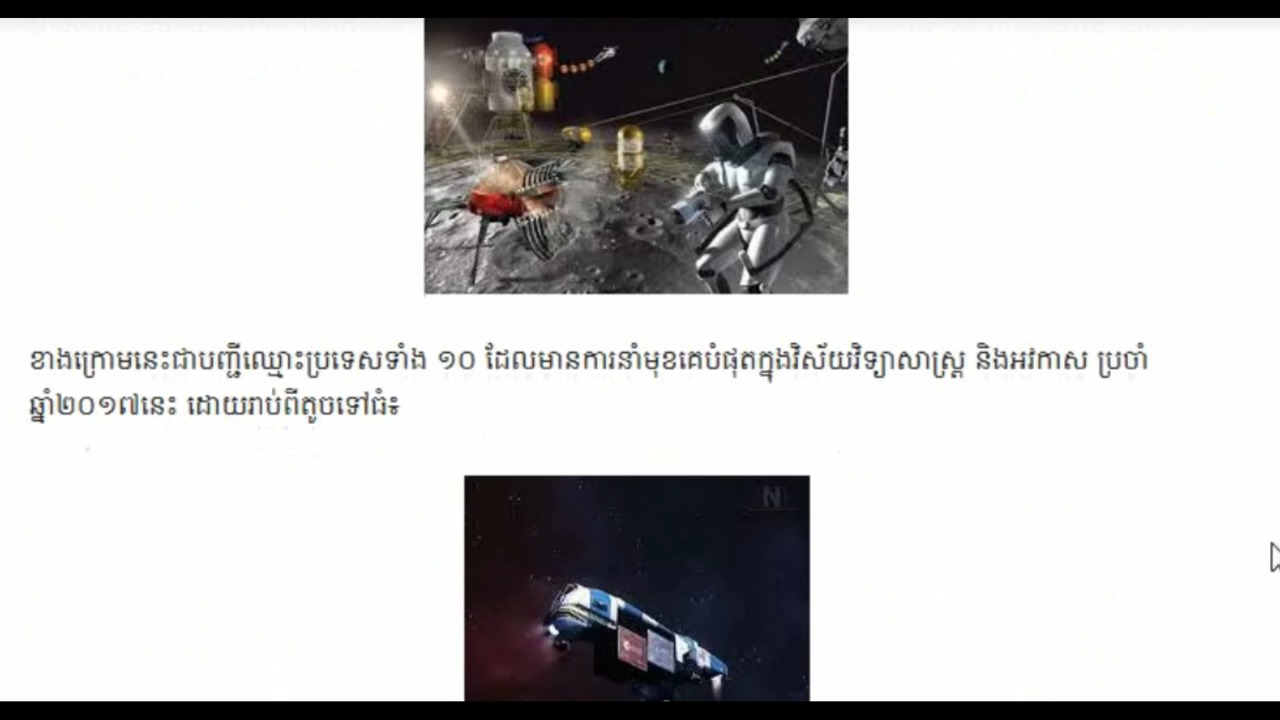 ខាងក្រោមនេះជាបញ្ជីឈ្មោះប្រទេសទាំង ១០ ដែលមានការនាំមុខគេបំផុតក្នុងវិស័យវិទ្យាសាស្ត្រ និងអវកាស ប្រចាំ
ឆ្នាំ២០១៧នេះ ដោយរាប់ពីតូចទៅធំ៖
N